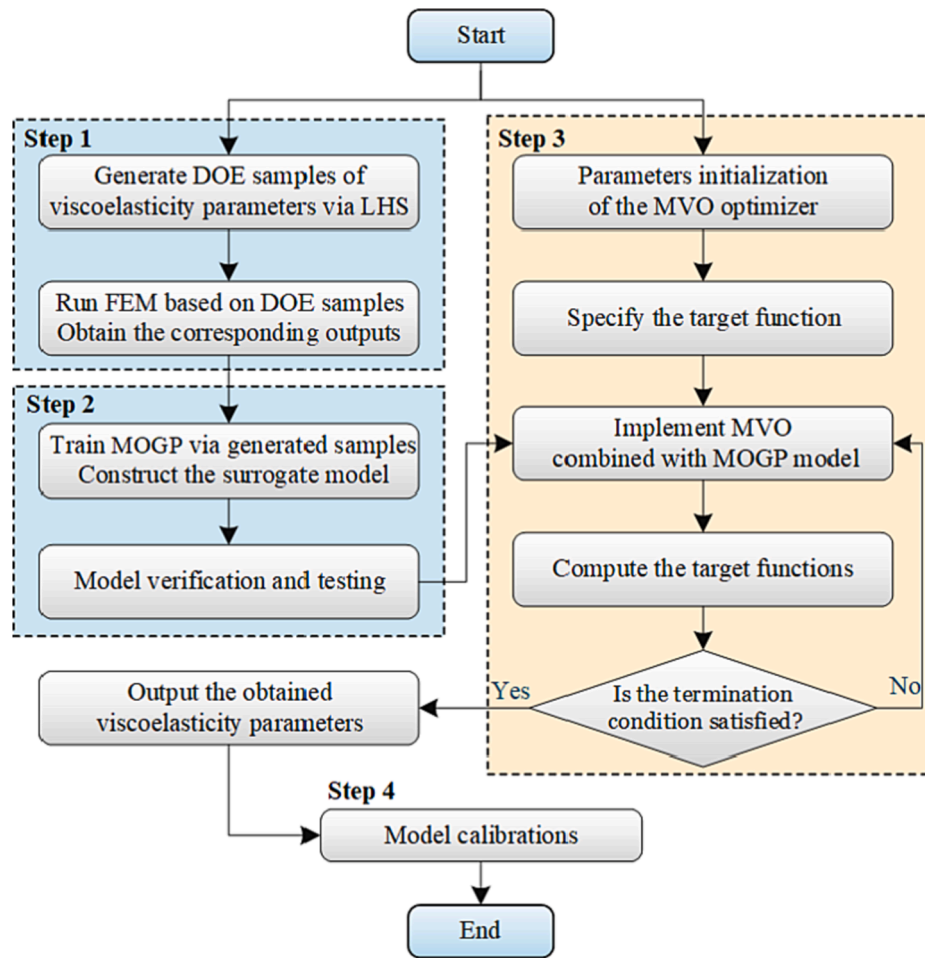 Start
Step 1
Generate DOE samples of
viscoelasticity parameters via LHS
Run FEM based on DOE samples
Obtain the corresponding outputs
Step 2
Train MOGP via generated samples
Construct the surrogate model
Model verification and testing
Step 3
Parameters initialization
of the MVO optimizer
Specify the target function
Implement MVO
combined with MOGP model
Compute the target functions
Is the termination
condition satisfied?
Yes
No
Output the obtained
viscoelasticity parameters
Step 4
Model calibrations
End